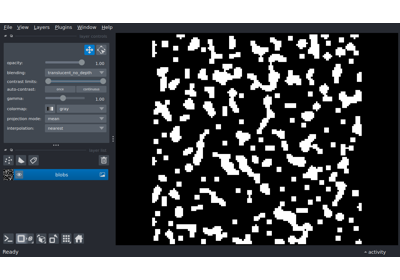 File View Layers Plugins Window Help
opacity: 1.00
blending: translucent_no_depth
contrast limits:
auto-contrast: once continuous
gamma: 1.00
colormap: gray
projection mode: none
interpolation: nearest
blobs
Ready
activity